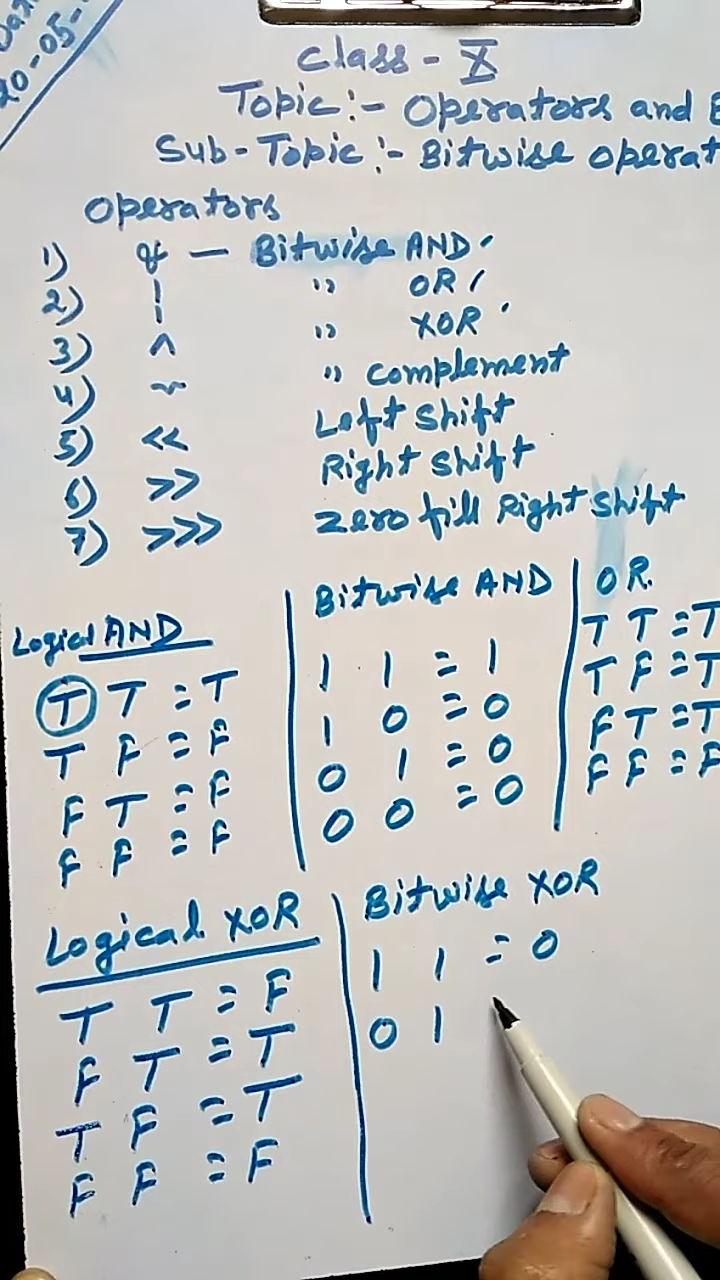 20-05-
Class - X
Topic:- Operators and
Sub-Topic:- Bitwise operat
Operators
1) & — Bitwise AND
2) | " OR
3) ^ " XOR
4) ~ " complement
5) << Left Shift
6) >> Right Shift
7) >>> Zero fill Right Shift
Logical AND
T T = T
T F = F
F T = F
F F = F
Bitwise AND
1 1 = 1
1 0 = 0
0 1 = 0
0 0 = 0
OR.
T T = T
T F = T
F T = T
F F = F
Logical XOR
T T = F
F T = T
T F = T
F F = F
Bitwise XOR
1 1 = 0
0 1